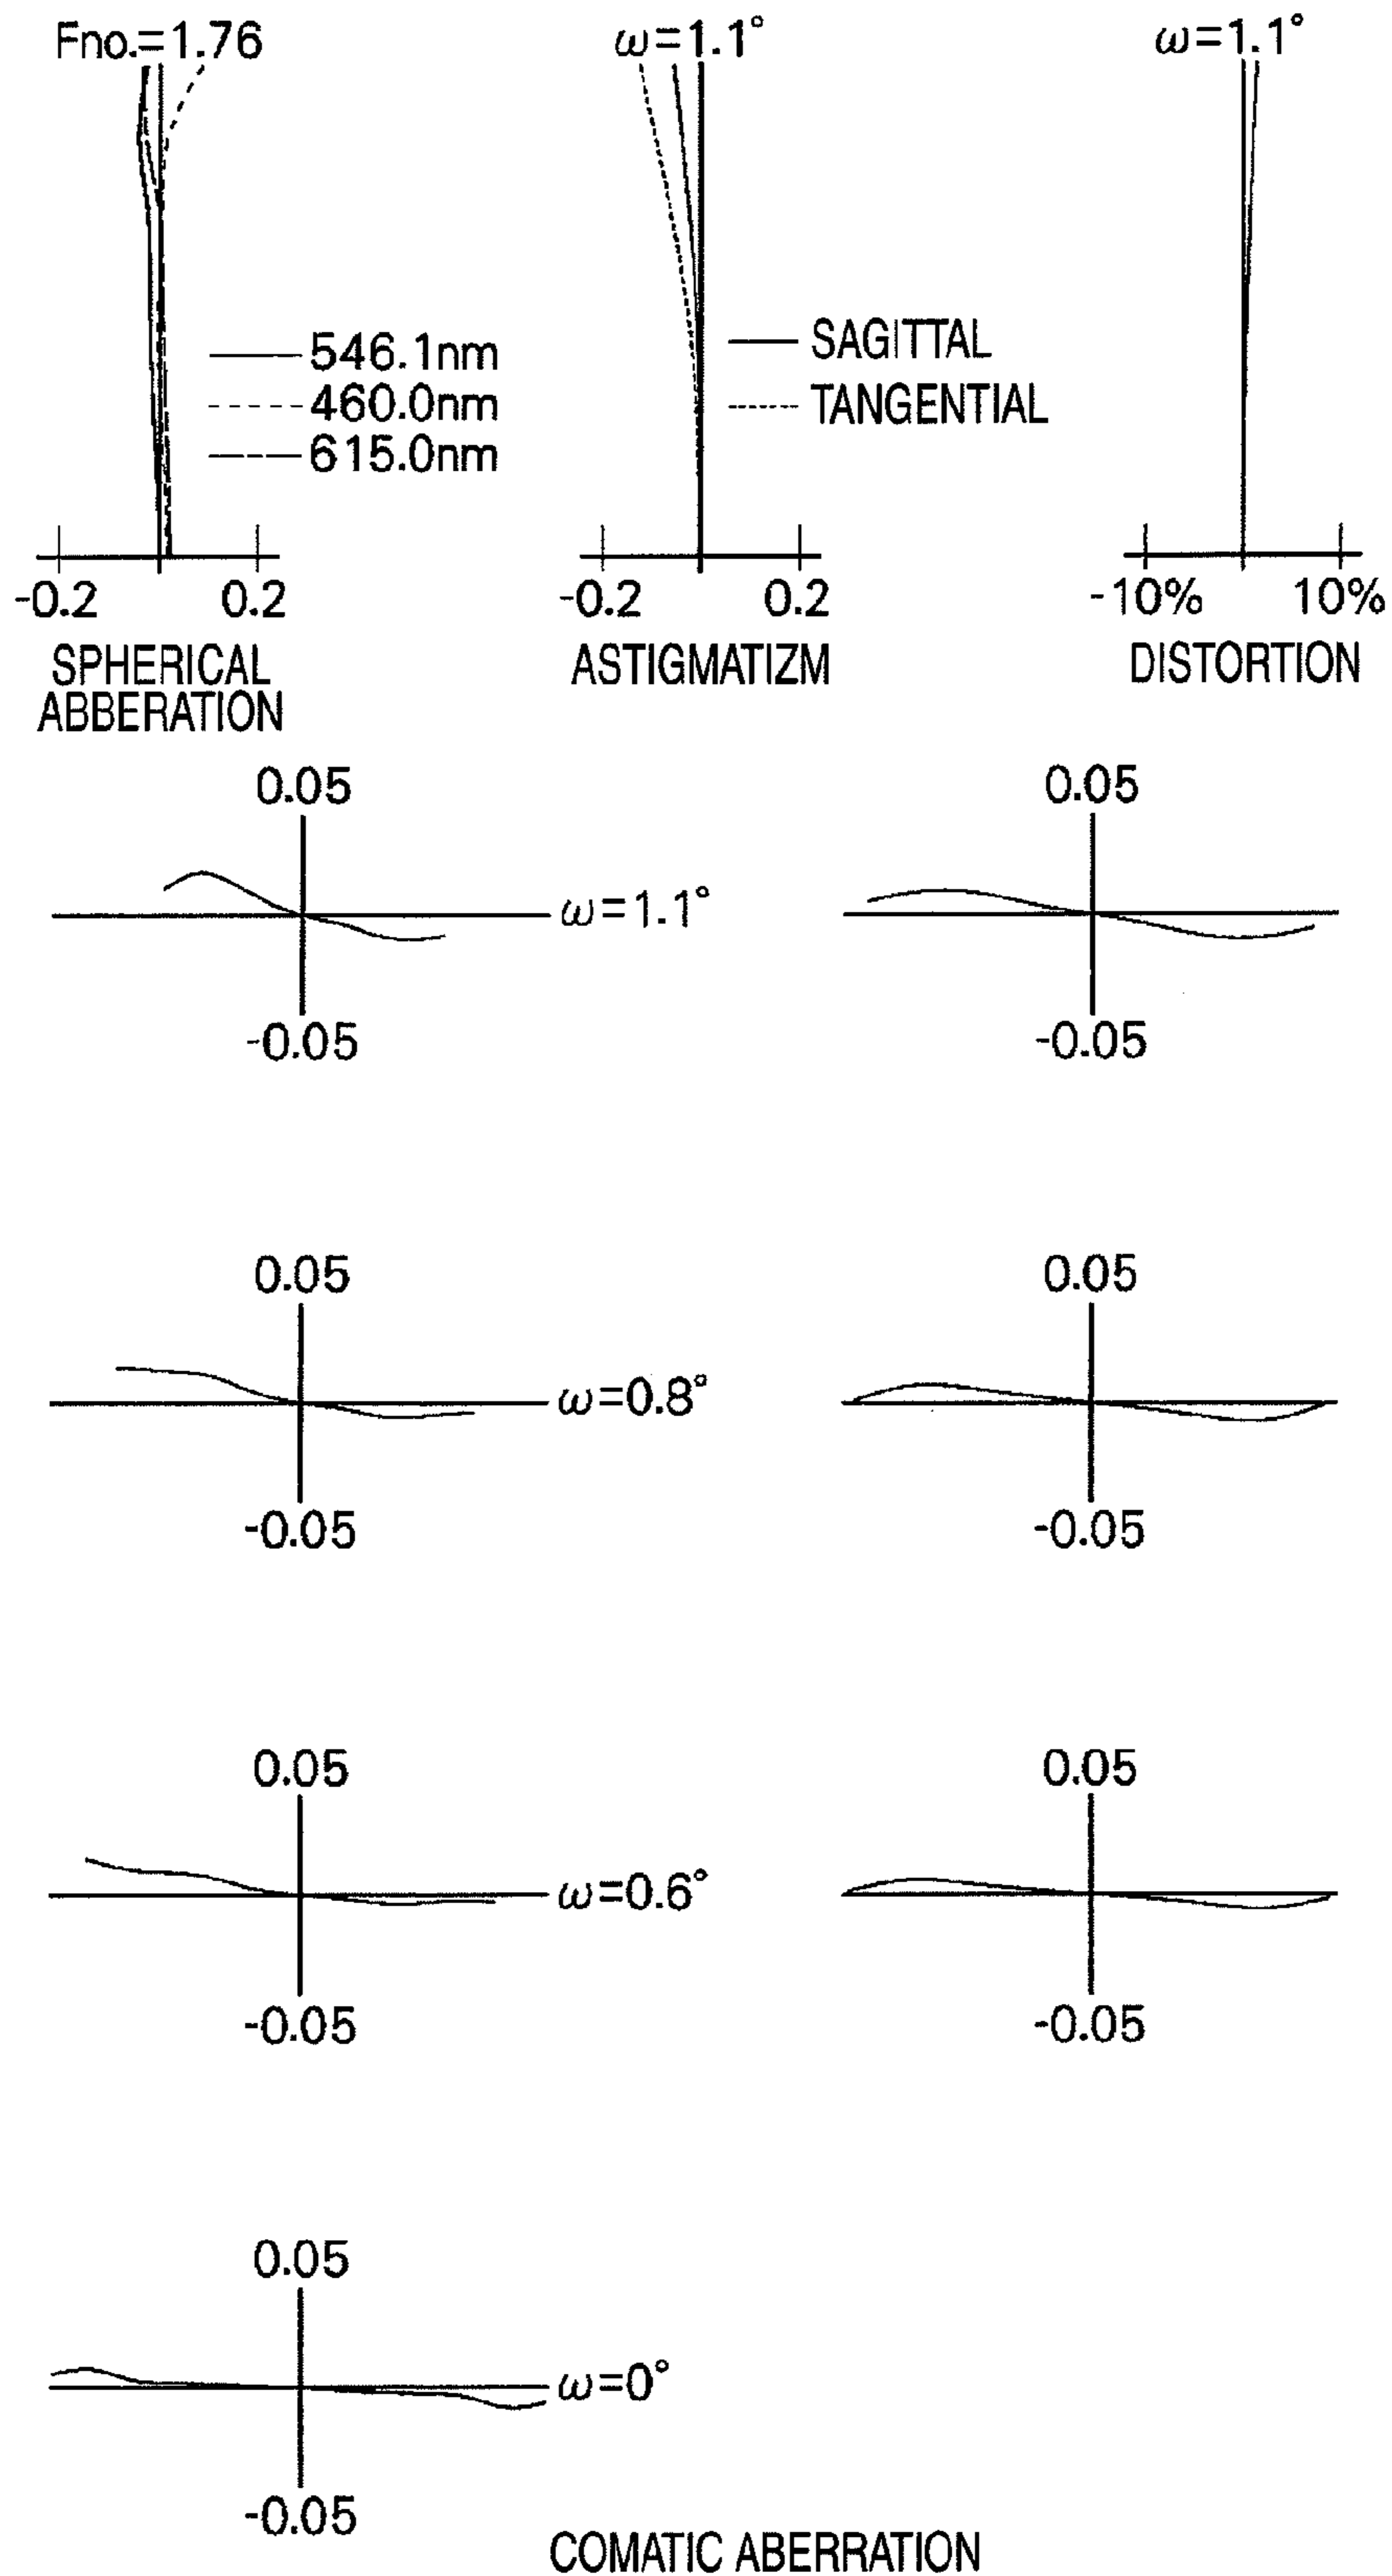 Fno.=1.76
ω=1.1°
ω=1.1°
546.1nm
460.0nm
615.0nm
SAGITTAL
TANGENTIAL
-0.2 0.2
-0.2 0.2
-10% 10%
SPHERICAL
ABBERATION
ASTIGMATIZM
DISTORTION
0.05
0.05
ω=1.1°
-0.05
-0.05
0.05
0.05
ω=0.8°
-0.05
-0.05
0.05
0.05
ω=0.6°
-0.05
-0.05
0.05
ω=0°
-0.05
COMATIC ABERRATION